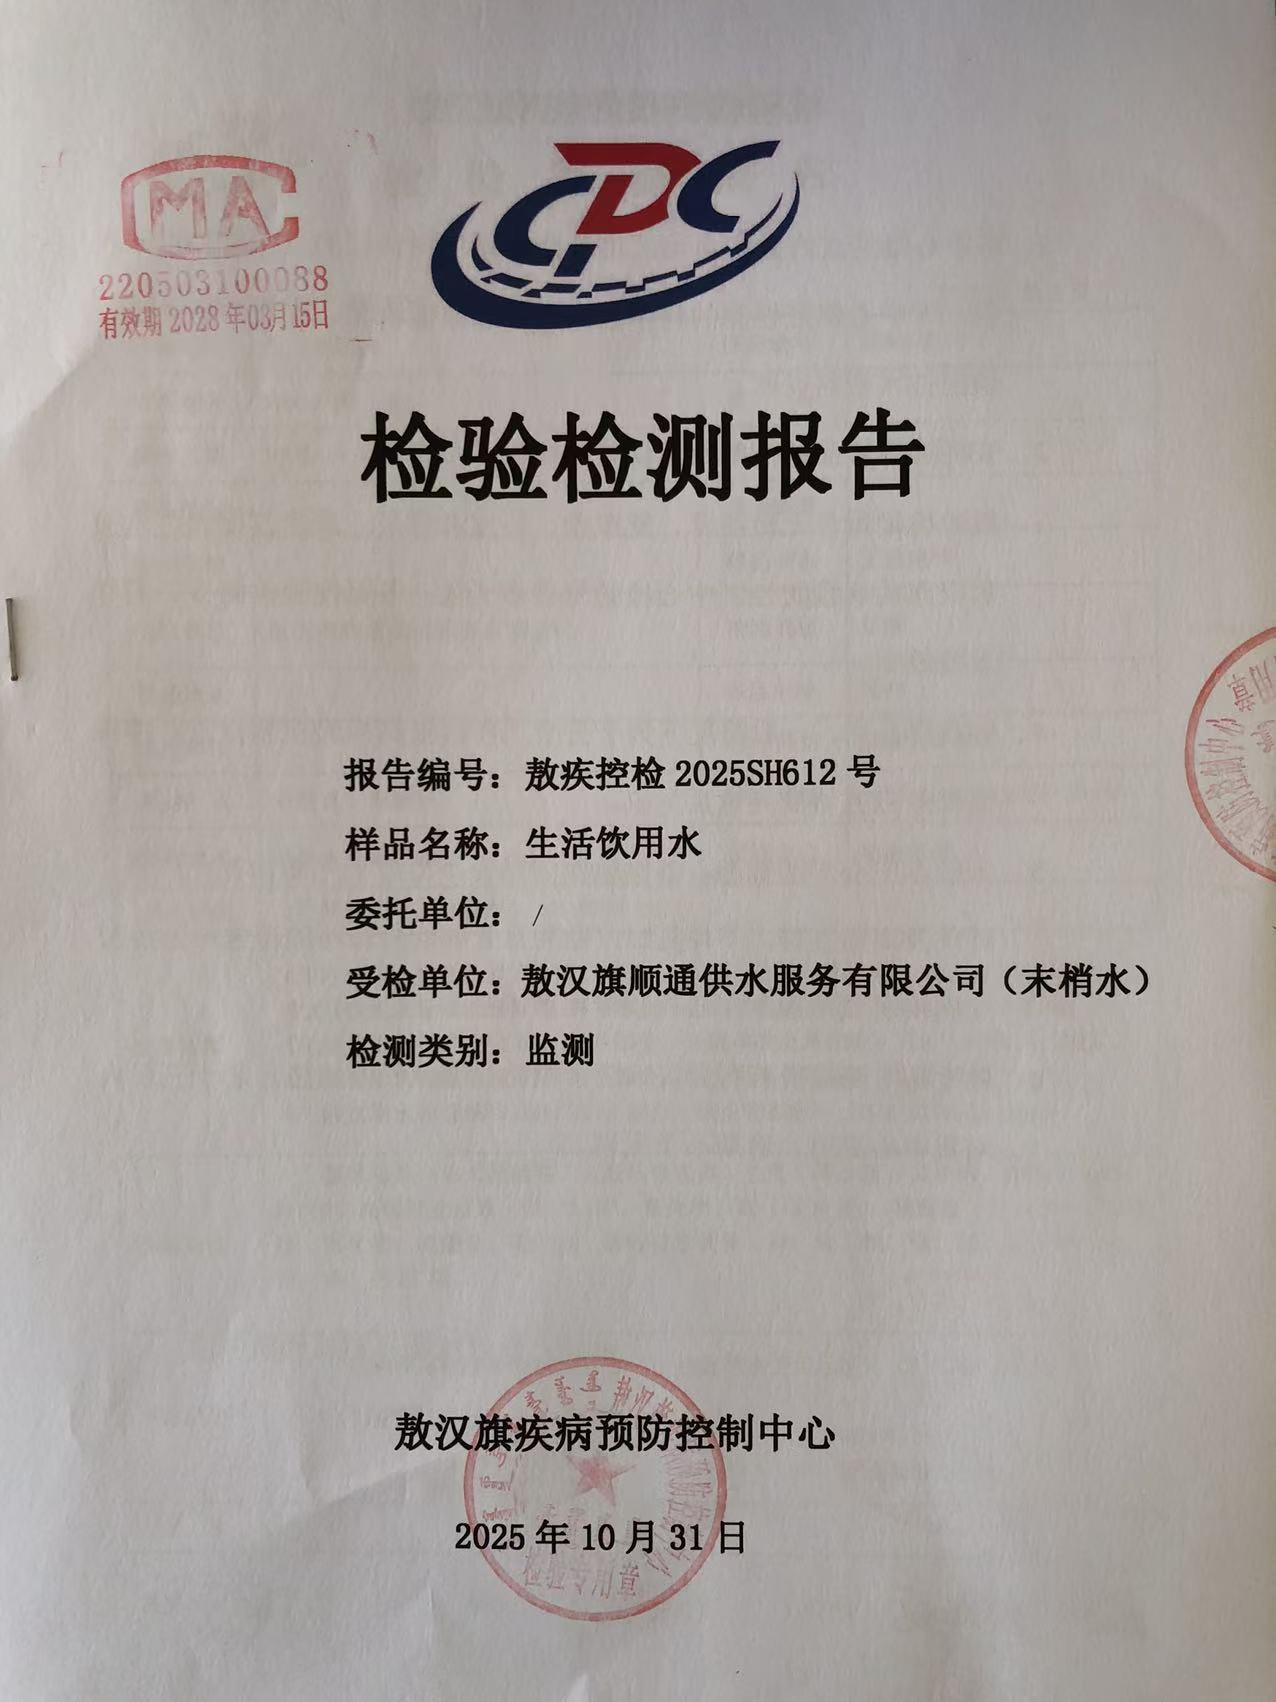 CMA
220503100088
有效期 2028 年03月15日
CDC
检验检测报告
报告编号：敖疾控检 2025SH612 号
样品名称：生活饮用水
委托单位：/
受检单位：敖汉旗顺通供水服务有限公司（末梢水）
检测类别：监测
敖汉旗疾病预防控制中心
2025 年 10 月 31 日
检验专用章